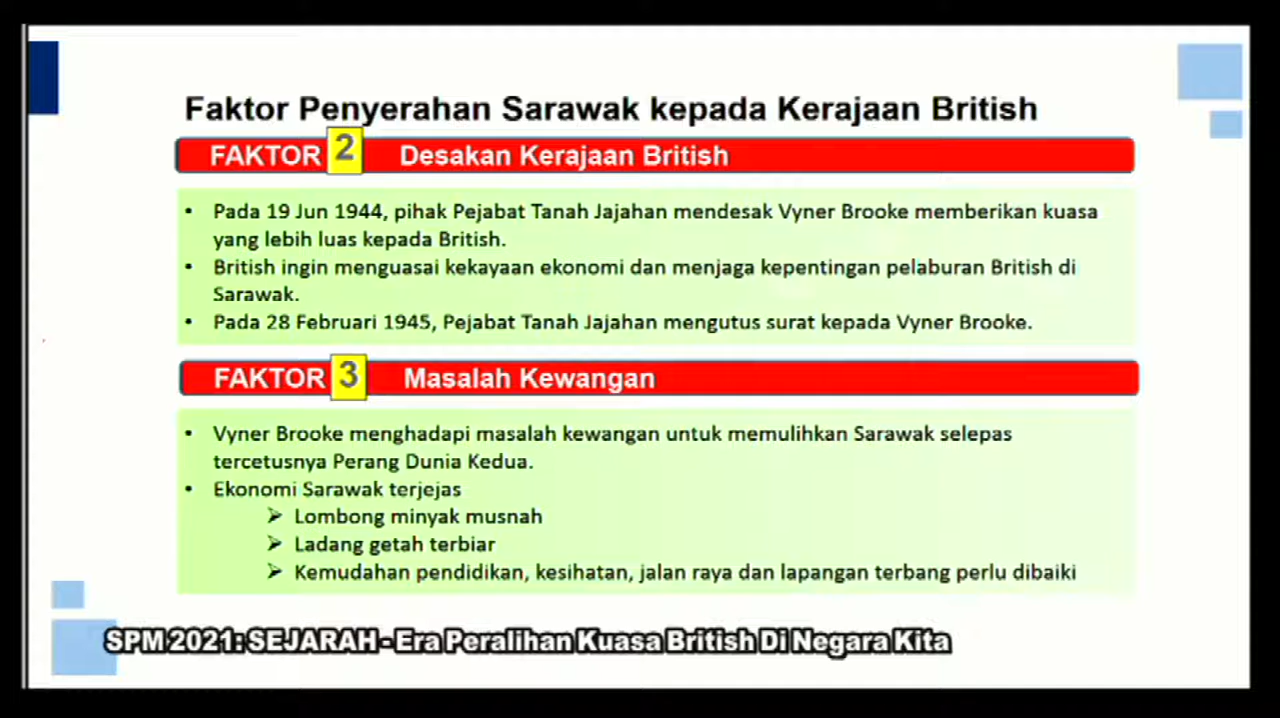 Faktor Penyerahan Sarawak kepada Kerajaan British
FAKTOR 2 Desakan Kerajaan British
• Pada 19 Jun 1944, pihak Pejabat Tanah Jajahan mendesak Vyner Brooke memberikan kuasa
yang lebih luas kepada British.
• British ingin menguasai kekayaan ekonomi dan menjaga kepentingan pelaburan British di
Sarawak.
• Pada 28 Februari 1945, Pejabat Tanah Jajahan mengutus surat kepada Vyner Brooke.
FAKTOR 3 Masalah Kewangan
• Vyner Brooke menghadapi masalah kewangan untuk memulihkan Sarawak selepas
tercetusnya Perang Dunia Kedua.
• Ekonomi Sarawak terjejas
➢ Lombong minyak musnah
➢ Ladang getah terbiar
➢ Kemudahan pendidikan, kesihatan, jalan raya dan lapangan terbang perlu dibaiki
SPM 2021: SEJARAH - Era Peralihan Kuasa British Di Negara Kita